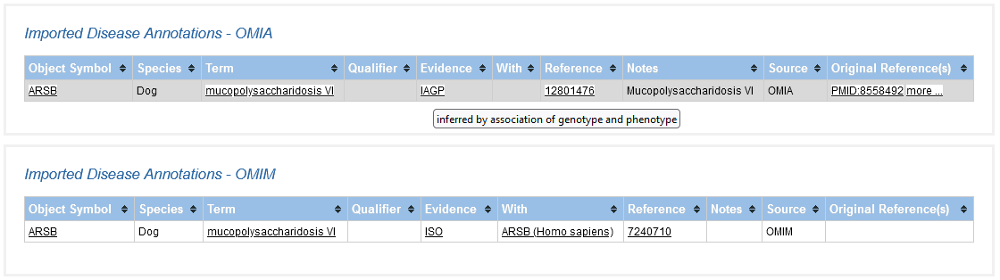 Imported Disease Annotations - OMIA
Object Symbol Species Term Qualifier Evidence With Reference Notes Source Original Reference(s)
ARSB Dog mucopolysaccharidosis VI IAGP 12801476 Mucopolysaccharidosis VI OMIA PMID:8558492 more ...
inferred by association of genotype and phenotype
Imported Disease Annotations - OMIM
Object Symbol Species Term Qualifier Evidence With Reference Notes Source Original Reference(s)
ARSB Dog mucopolysaccharidosis VI ISO ARSB (Homo sapiens) 7240710 OMIM